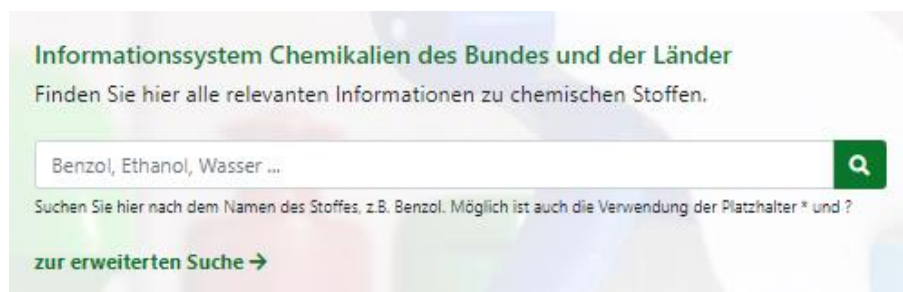 Informationssystem Chemikalien des Bundes und der Länder
Finden Sie hier alle relevanten Informationen zu chemischen Stoffen.
Benzol, Ethanol, Wasser ...
Suchen Sie hier nach dem Namen des Stoffes, z.B. Benzol. Möglich ist auch die Verwendung der Platzhalter * und ?
zur erweiterten Suche →